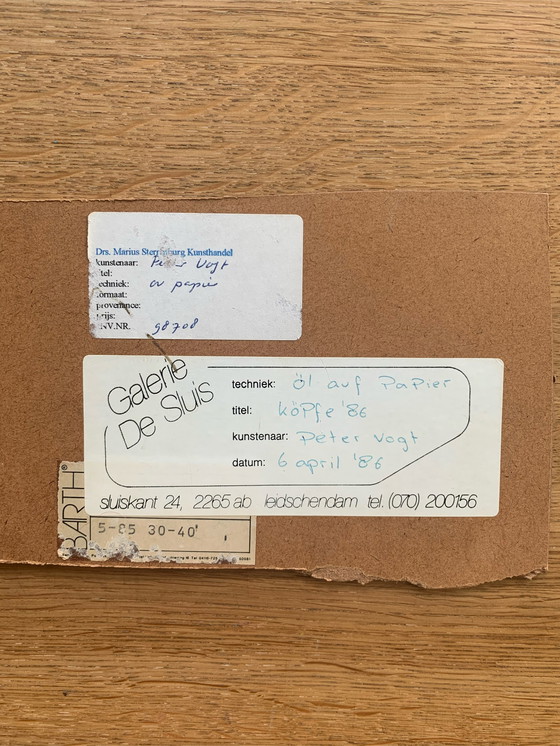 Drs. Marius Sterrenburg Kunsthandel
kunstenaar: Peter Vogt
titel:
techniek: ov papier
formaat:
provenance:
prijs:
INV.NR. 98708
Galerie
De Sluis
techniek: öl auf Papier
titel: köpfe '86
kunstenaar: Peter Vogt
datum: 6 april '86
sluiskant 24, 2265 ab leidschendam tel. (070) 200156
BARTH®
5-85 30-40'